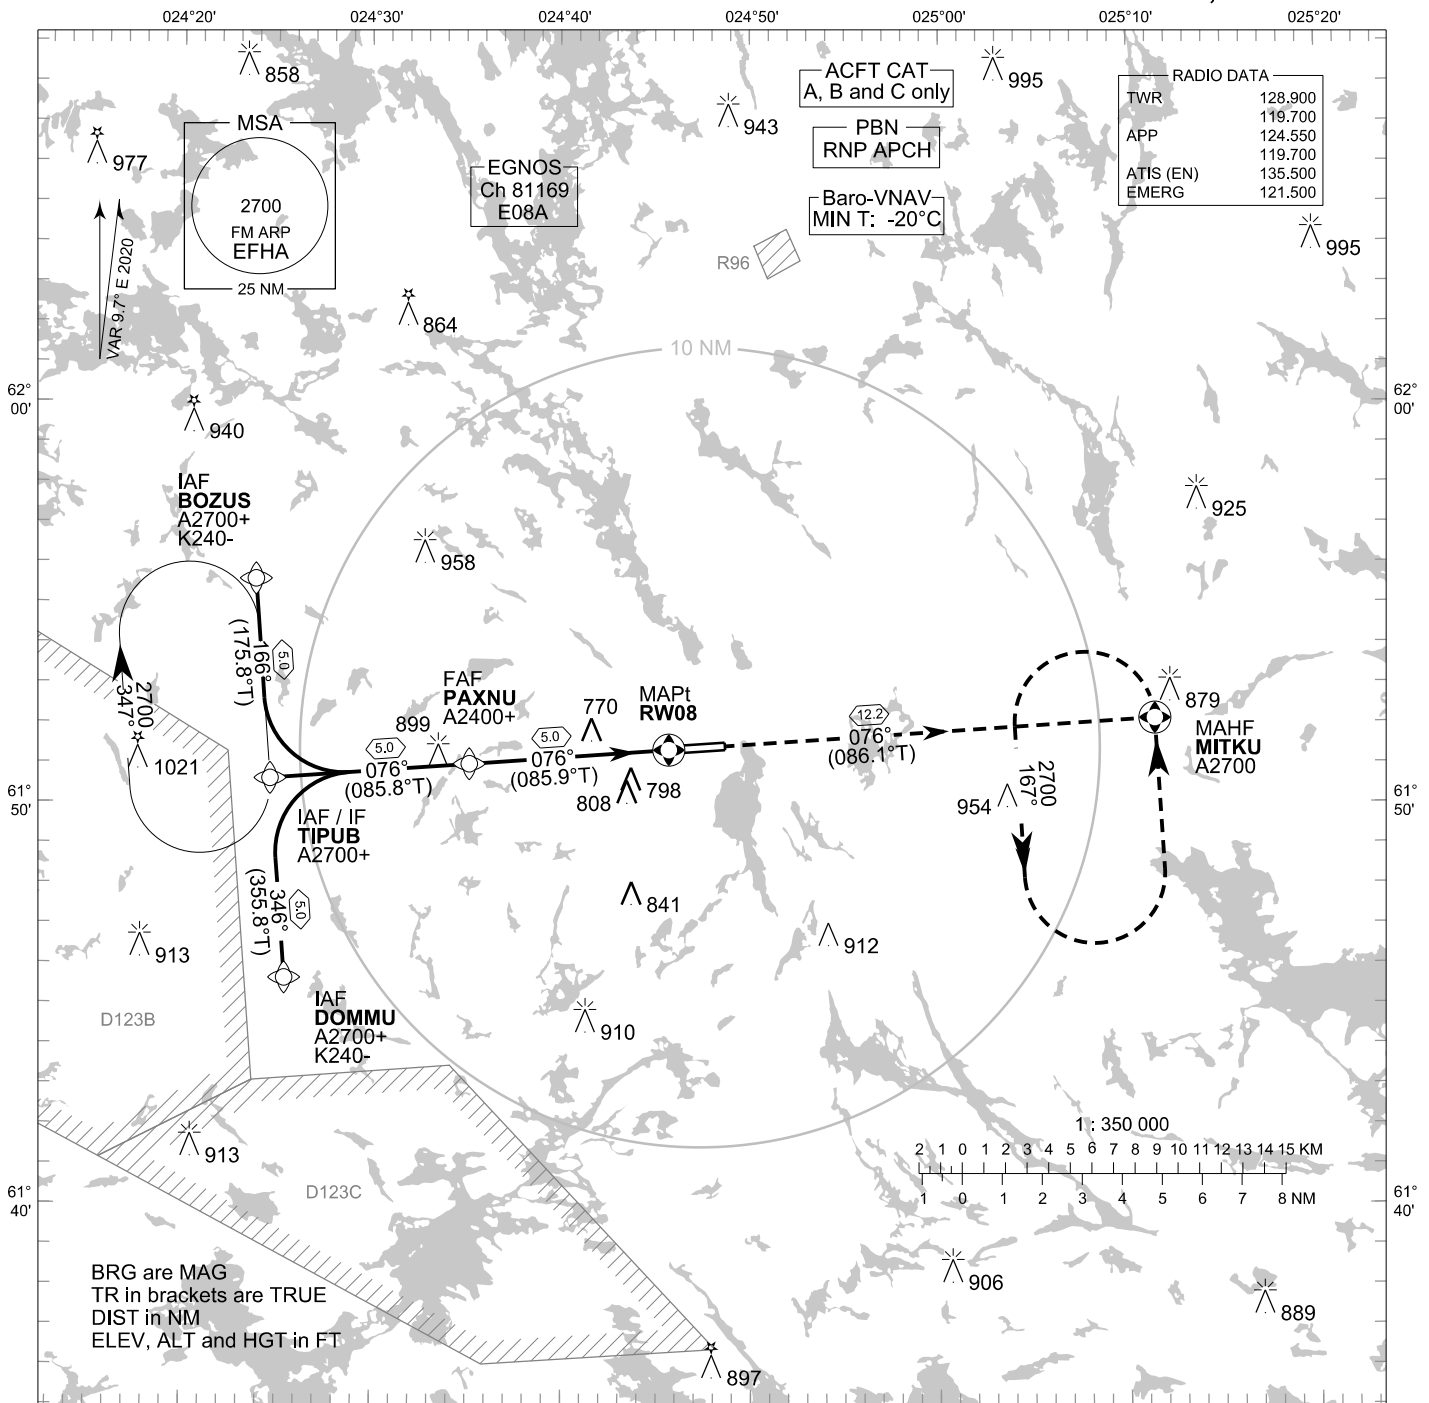 024°20'
024°30'
024°40'
024°50'
025°00'
025°10'
025°20'
858
977
MSA
2700
FM ARP
EFHA
25 NM
VAR 9.7° E 2020
EGNOS
Ch 81169
E08A
943
ACFT CAT
A, B and C only
PBN
RNP APCH
Baro-VNAV
MIN T: -20°C
995
RADIO DATA
TWR 128.900
119.700
APP 124.550
119.700
ATIS (EN) 135.500
EMERG 121.500
995
R96
864
10 NM
62°
00'
62°
00'
940
IAF
BOZUS
A2700+
K240-
958
925
166°
(175.8°T)
5.0
2700
347°
1021
FAF
PAXNU
A2400+
899
5.0
076°
(085.8°T)
770
5.0
076°
(085.9°T)
MAPt
RW08
798
808
12.2
076°
(086.1°T)
879
MAHF
MITKU
A2700
2700
167°
954
61°
50'
61°
50'
IAF / IF
TIPUB
A2700+
346°
(355.8°T)
5.0
841
912
913
D123B
IAF
DOMMU
A2700+
K240-
910
913
D123C
1 : 350 000
2 1 0 1 2 3 4 5 6 7 8 9 10 11 12 13 14 15 KM
1 0 1 2 3 4 5 6 7 8 NM
61°
40'
61°
40'
906
889
897
BRG are MAG
TR in brackets are TRUE
DIST in NM
ELEV, ALT and HGT in FT